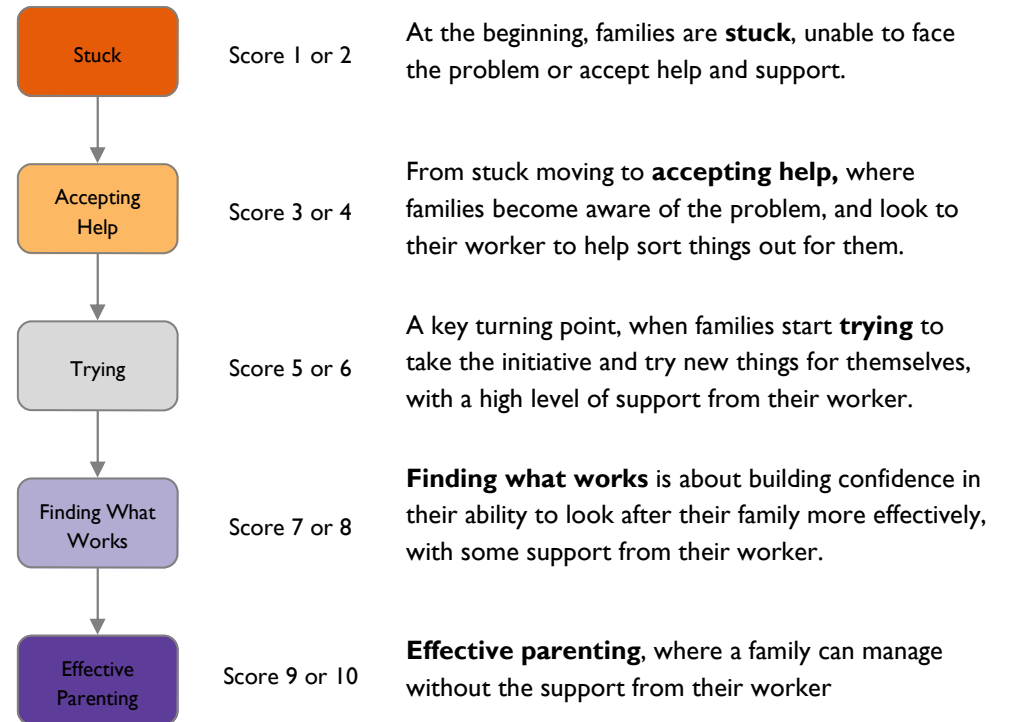 Stuck
Score 1 or 2
At the beginning, families are stuck, unable to face
the problem or accept help and support.
Accepting
Help
Score 3 or 4
From stuck moving to accepting help, where
families become aware of the problem, and look to
their worker to help sort things out for them.
Trying
Score 5 or 6
A key turning point, when families start trying to
take the initiative and try new things for themselves,
with a high level of support from their worker.
Finding What
Works
Score 7 or 8
Finding what works is about building confidence in
their ability to look after their family more effectively,
with some support from their worker.
Effective
Parenting
Score 9 or 10
Effective parenting, where a family can manage
without the support from their worker